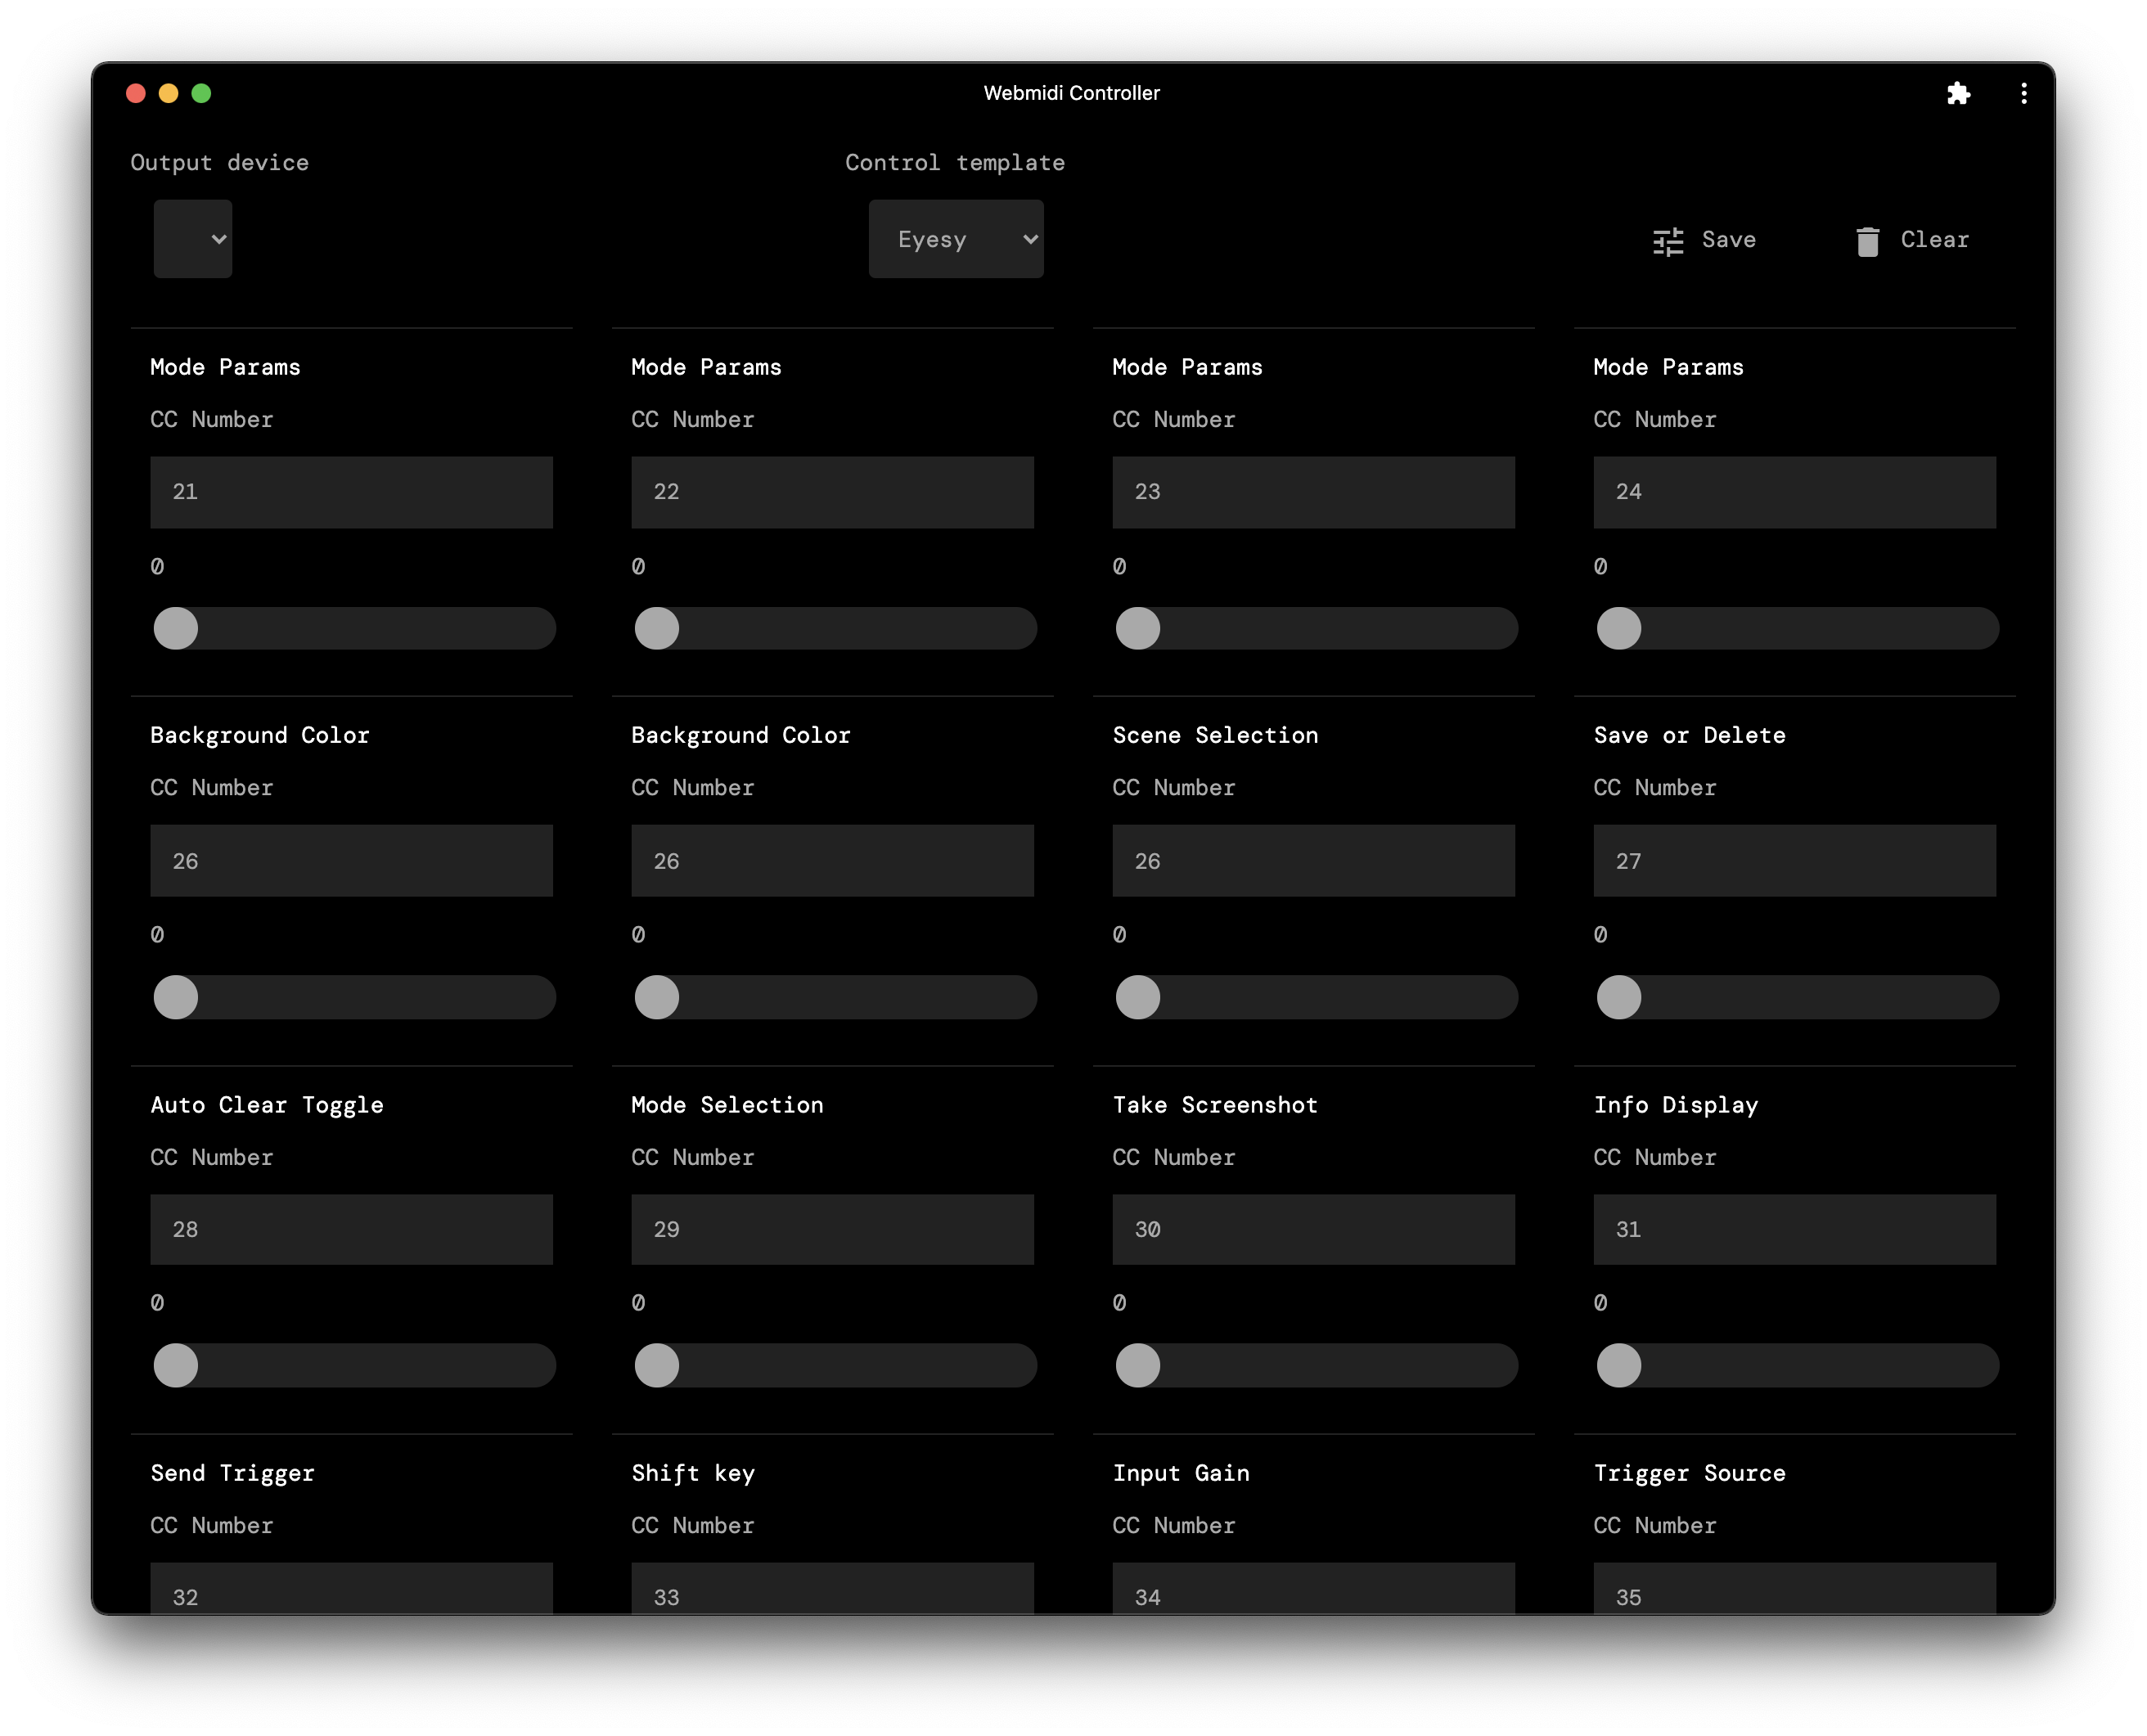 Webmidi Controller
Output device Control template
Eyesy Save Clear
Mode Params Mode Params Mode Params Mode Params
CC Number CC Number CC Number CC Number
21 22 23 24
0 0 0 0
Background Color Background Color Scene Selection Save or Delete
CC Number CC Number CC Number CC Number
26 26 26 27
0 0 0 0
Auto Clear Toggle Mode Selection Take Screenshot Info Display
CC Number CC Number CC Number CC Number
28 29 30 31
0 0 0 0
Send Trigger Shift key Input Gain Trigger Source
CC Number CC Number CC Number CC Number
32 33 34 35